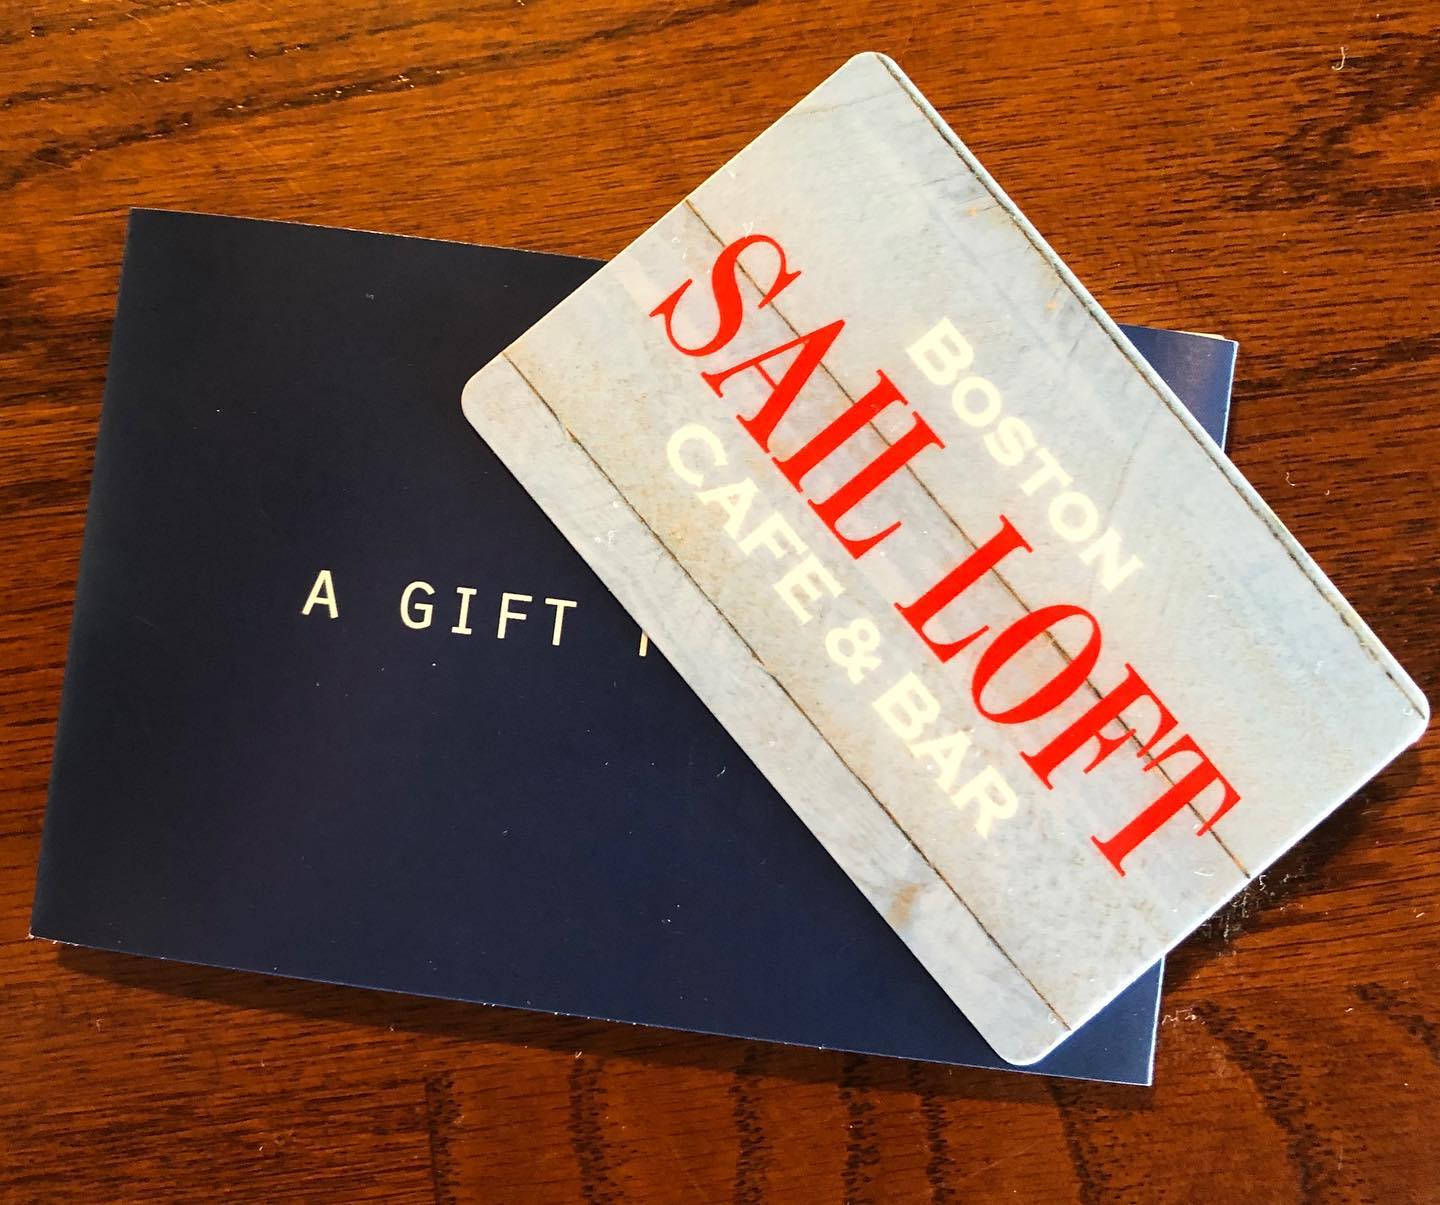 A GIFT
BOSTON
SAIL LOFT
CAFE & BAR